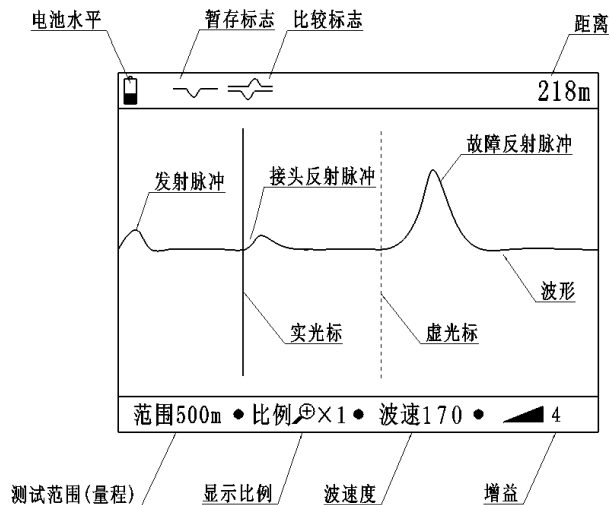 电池水平 暂存标志 比较标志 距离
218m
故障反射脉冲
发射脉冲 接头反射脉冲
波形
实光标 虚光标
范围500m ● 比例 ×1 ● 波速170 ● 4
测试范围(量程) 显示比例 波速度 增益